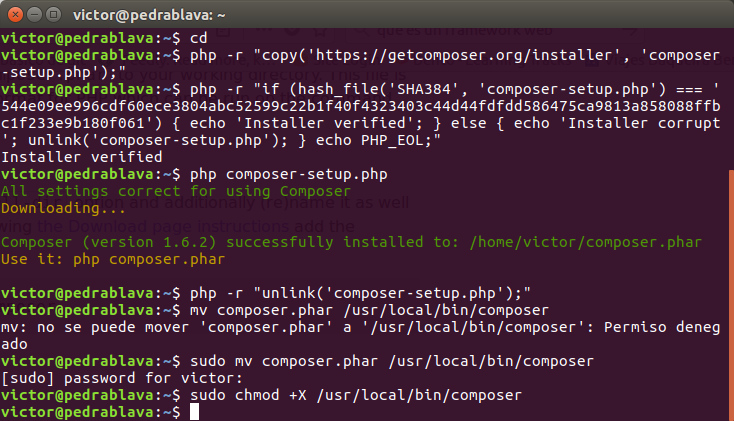 victor@pedrablava: ~
victor@pedrablava:~$ cd
victor@pedrablava:~$ php -r "copy('https://getcomposer.org/installer', 'composer
-setup.php');"
victor@pedrablava:~$ php -r "if (hash_file('SHA384', 'composer-setup.php') === '
544e09ee996cdf60ece3804abc52599c22b1f40f4323403c44d44fdfdd586475ca9813a858088ffb
c1f233e9b180f061') { echo 'Installer verified'; } else { echo 'Installer corrupt
'; unlink('composer-setup.php'); } echo PHP_EOL;"
Installer verified
victor@pedrablava:~$ php composer-setup.php
All settings correct for using Composer
Downloading...
Composer (version 1.6.2) successfully installed to: /home/victor/composer.phar
Use it: php composer.phar
victor@pedrablava:~$ php -r "unlink('composer-setup.php');"
victor@pedrablava:~$ mv composer.phar /usr/local/bin/composer
mv: no se puede mover 'composer.phar' a '/usr/local/bin/composer': Permiso deneg
ado
victor@pedrablava:~$ sudo mv composer.phar /usr/local/bin/composer
[sudo] password for victor:
victor@pedrablava:~$ sudo chmod +X /usr/local/bin/composer
victor@pedrablava:~$